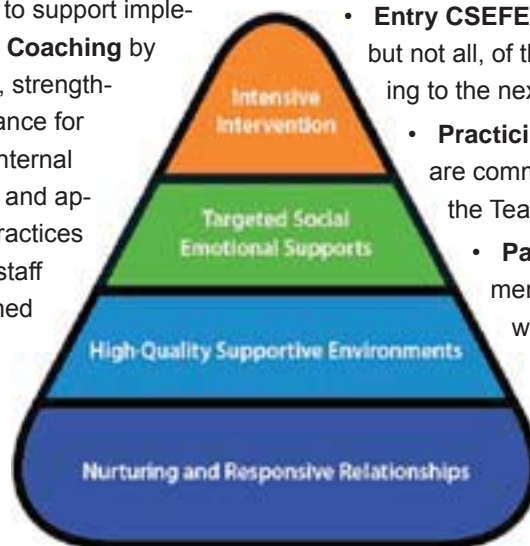 to support imple-
Coaching by
, strength-
ance for
nternal
and ap-
ractices
staff
ned
Intensive
Intervention
Targeted Social
Emotional Supports
High-Quality Supportive Environments
Nurturing and Responsive Relationships
• Entry CSEFE
but not all, of th
ing to the nex
• Practici
are comm
the Tea
• Pa
men
w